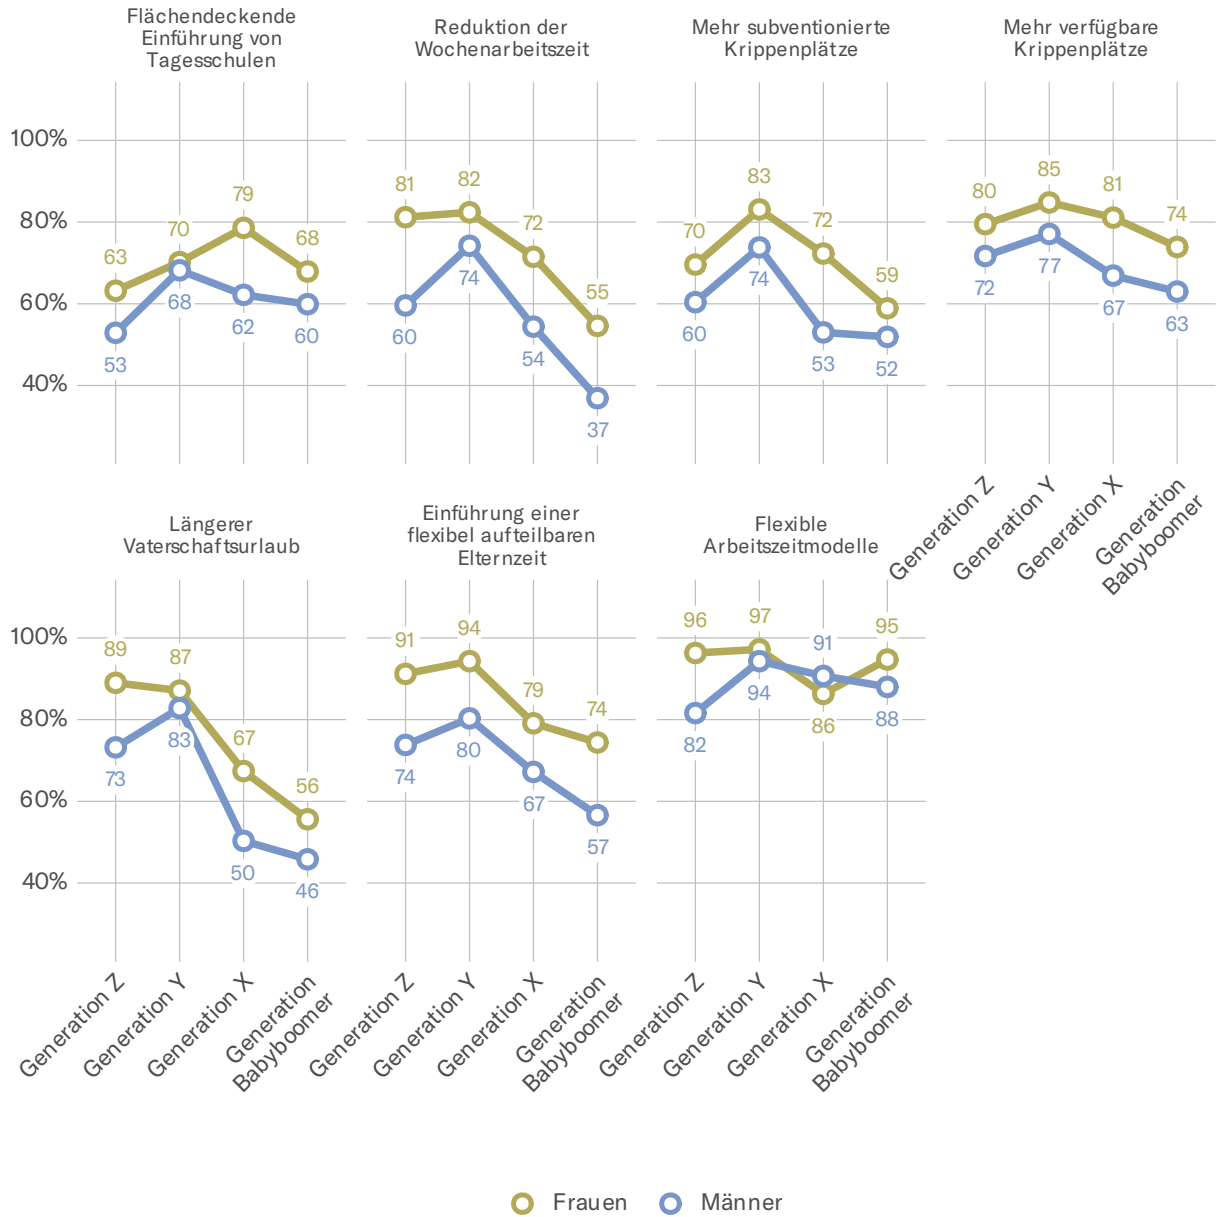 Flächendeckende
Einführung von
Tagesschulen
Reduktion der
Wochenarbeitszeit
Mehr subventionierte
Krippenplätze
Mehr verfügbare
Krippenplätze
100%
80%
60%
40%
63
70
79
68
53
68
62
60
81
82
72
55
60
74
54
37
70
83
72
59
60
74
53
52
80
85
81
74
72
77
67
63
Generation Z
Generation Y
Generation X
Generation
Babyboomer
Längerer
Vaterschaftsurlaub
Einführung einer
flexibel aufteilbaren
Elternzeit
Flexible
Arbeitszeitmodelle
100%
80%
60%
40%
89
87
67
56
73
83
50
46
91
94
79
74
74
80
67
57
96
97
86
95
82
94
91
88
Generation Z
Generation Y
Generation X
Generation
Babyboomer
Generation Z
Generation Y
Generation X
Generation
Babyboomer
Generation Z
Generation Y
Generation X
Generation
Babyboomer
Frauen
Männer